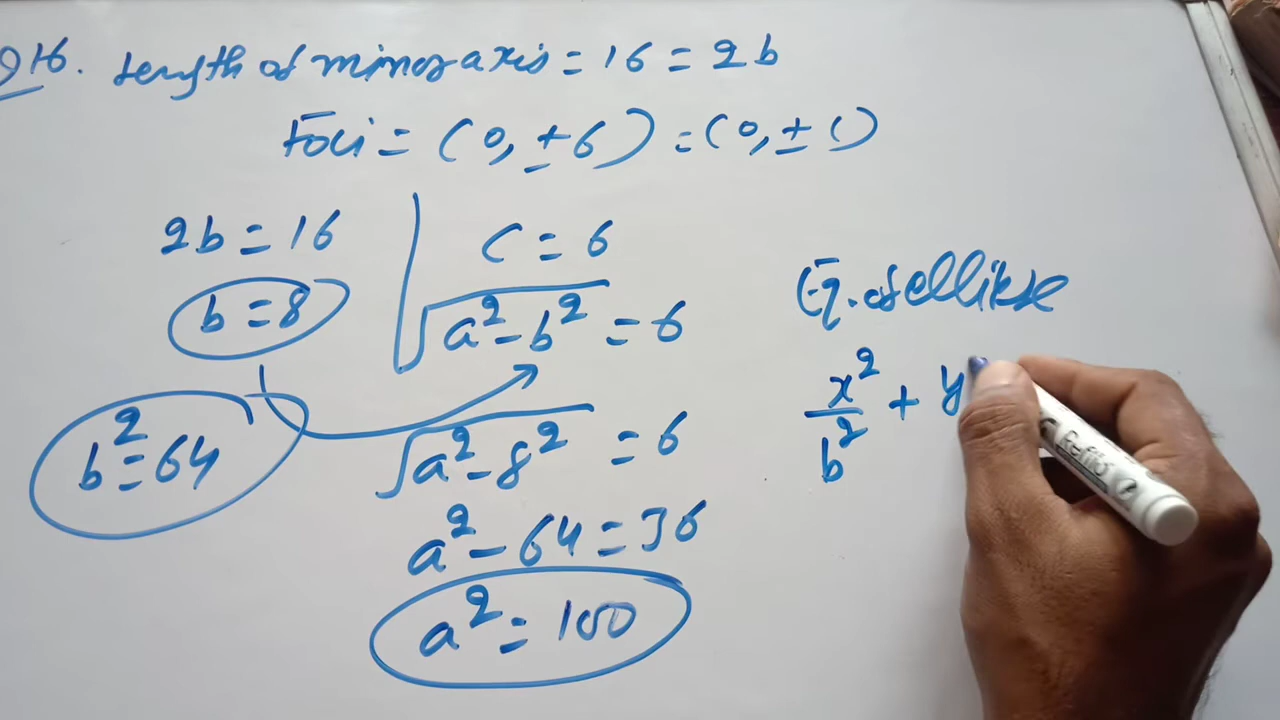 Q16. Length of minor axis = 16 = 2b
Foci = (0, ± 6) = (0, ± c)
2b = 16
b = 8
b² = 64
c = 6
√a² - b² = 6
√a² - 8² = 6
a² - 64 = 36
a² = 100
Eq. of ellipse
x²/b² + y